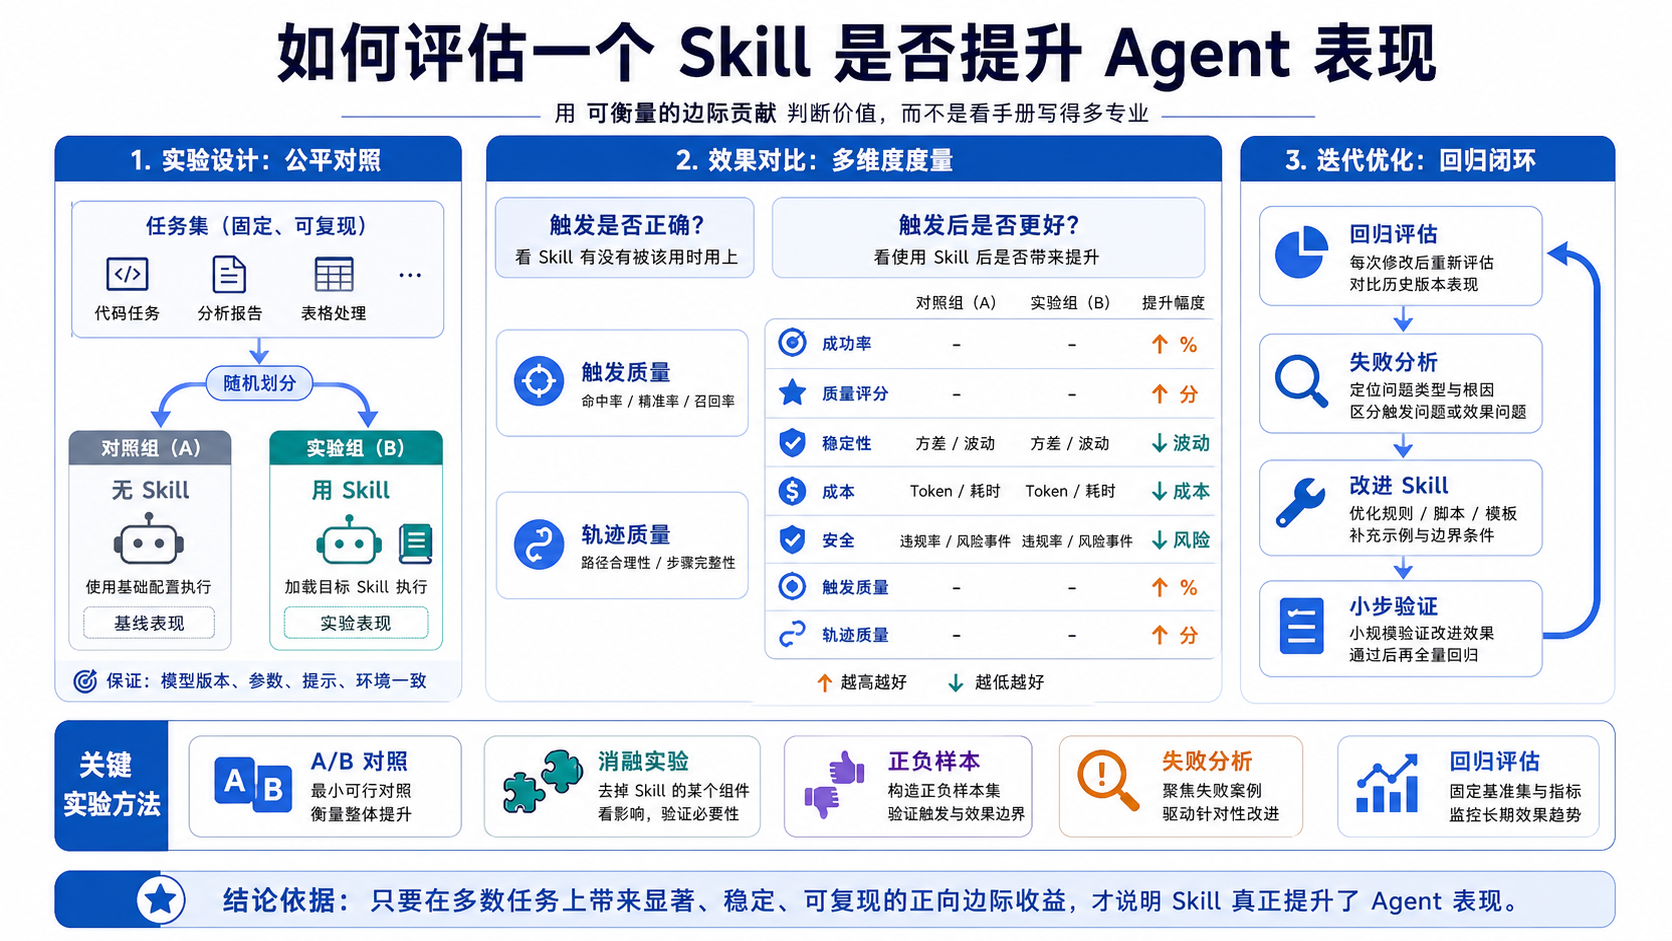 如何评估一个 Skill 是否提升 Agent 表现
用 可衡量的边际贡献 判断价值，而不是看手册写得多专业
1. 实验设计：公平对照
任务集（固定、可复现）
</>
代码任务
分析报告
表格处理
...
随机划分
对照组（A）
无 Skill
使用基础配置执行
基线表现
实验组（B）
用 Skill
加载目标 Skill 执行
实验表现
保证：模型版本、参数、提示、环境一致
2. 效果对比：多维度度量
触发是否正确？
看 Skill 有没有被该用时用上
触发后是否更好？
看使用 Skill 后是否带来提升
触发质量
命中率 / 精准率 / 召回率
轨迹质量
路径合理性 / 步骤完整性
对照组（A） 实验组（B） 提升幅度
成功率 – – ↑ %
质量评分 – – ↑ 分
稳定性 方差 / 波动 方差 / 波动 ↓ 波动
$ 成本 Token / 耗时 Token / 耗时 ↓ 成本
安全 违规率 / 风险事件 违规率 / 风险事件 ↓ 风险
触发质量 – – ↑ %
轨迹质量 – – ↑ 分
↑ 越高越好 ↓ 越低越好
3. 迭代优化：回归闭环
回归评估
每次修改后重新评估
对比历史版本表现
失败分析
定位问题类型与根因
区分触发问题或效果问题
改进 Skill
优化规则 / 脚本 / 模板
补充示例与边界条件
小步验证
小规模验证改进效果
通过后再全量回归
关键
实验方法
A B
A/B 对照
最小可行对照
衡量整体提升
消融实验
去掉 Skill 的某个组件
看影响，验证必要性
正负样本
构造正负样本集
验证触发与效果边界
失败分析
聚焦失败案例
驱动针对性改进
回归评估
固定基准集与指标
监控长期效果趋势
结论依据：只要在多数任务上带来显著、稳定、可复现的正向边际收益，才说明 Skill 真正提升了 Agent 表现。